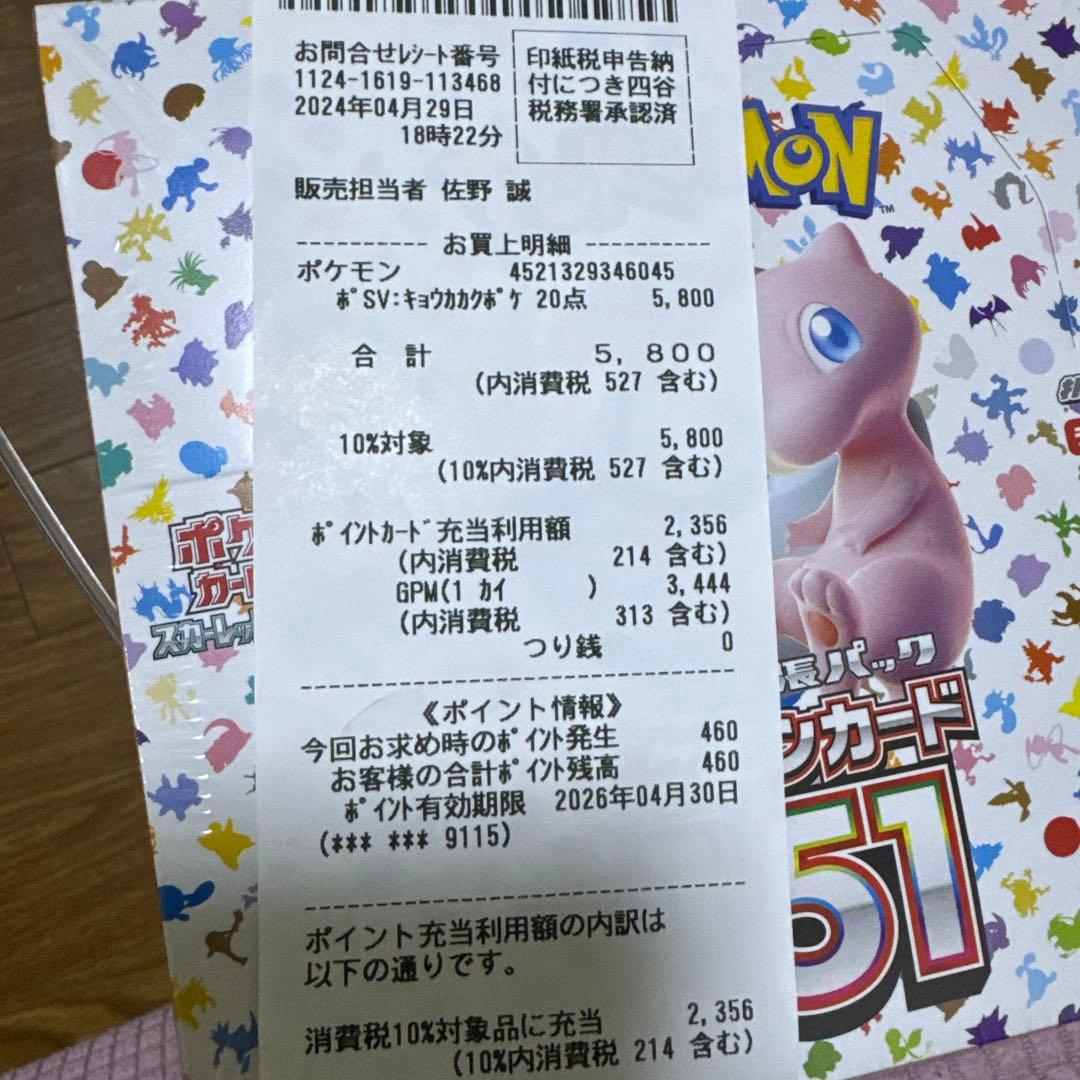 お問合せﾚｼｰﾄ番号
1124-1619-113468
2024年04月29日
18時22分
印紙税申告納
付につき四谷
税務署承認済
販売担当者 佐野 誠
---------- お買上明細 ----------
ポケモン 4521329346045
ﾎﾟSV:ｷｮｳｶｶｸﾎﾟｹ 20点 5,800
合 計 5,800
(内消費税 527 含む)
10%対象 5,800
(10%内消費税 527 含む)
ﾎﾟｲﾝﾄｶｰﾄﾞ充当利用額 2,356
(内消費税 214 含む)
GPM(1 ｶｲ ) 3,444
(内消費税 313 含む)
つり銭 0
《ポイント情報》
今回お求め時のﾎﾟｲﾝﾄ発生 460
お客様の合計ﾎﾟｲﾝﾄ残高 460
ﾎﾟｲﾝﾄ有効期限 2026年04月30日
(*** *** 9115)
ポイント充当利用額の内訳は
以下の通りです。
消費税10%対象品に充当 2,356
(10%内消費税 214 含む)
MON
TM
ポケ
カー
スカーレッ
張パック
ンカード
51